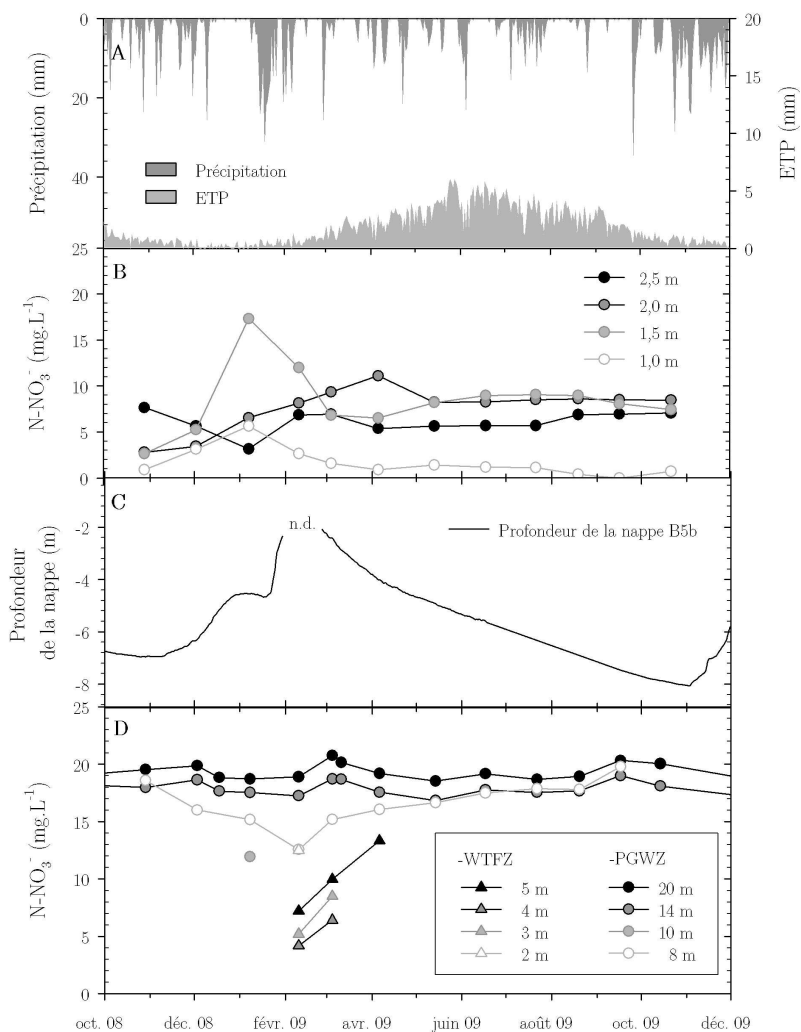 0
20
40
Précipitation (mm)
A
Précipitation
ETP
20
15
10
5
0
ETP (mm)
25
20
15
10
5
0
N-NO3- (mg.L-1)
B
2,5 m
2,0 m
1,5 m
1,0 m
-2
-4
-6
-8
Profondeur
de la nappe (m)
C
n.d.
Profondeur de la nappe B5b
25
20
15
10
5
0
N-NO3- (mg.L-1)
D
-WTFZ
5 m
4 m
3 m
2 m
-PGWZ
20 m
14 m
10 m
8 m
oct. 08 déc. 08 févr. 09 avr. 09 juin 09 août 09 oct. 09 déc. 09